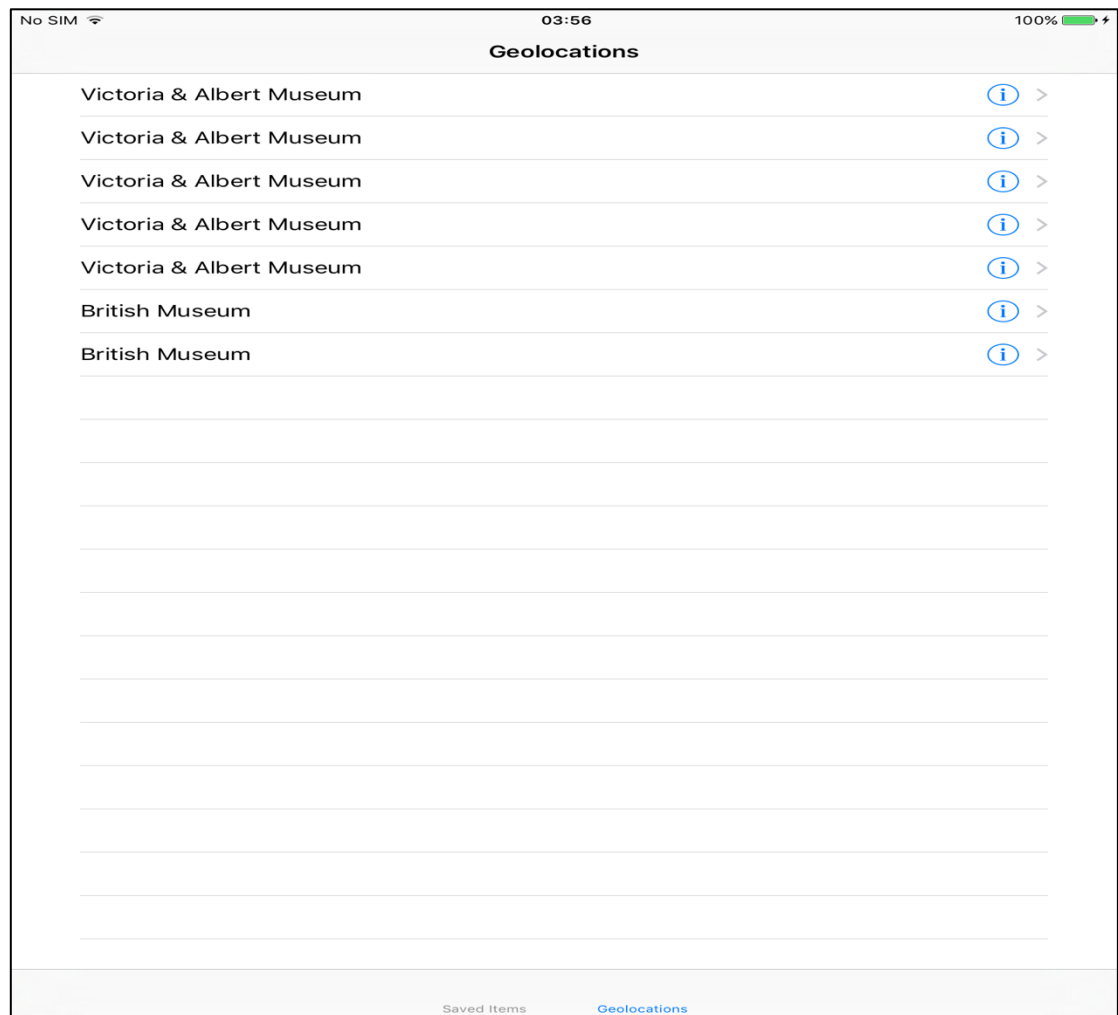 No SIM 03:56 100%
Geolocations
Victoria & Albert Museum i
Victoria & Albert Museum i
Victoria & Albert Museum i
Victoria & Albert Museum i
Victoria & Albert Museum i
British Museum i
British Museum i
Saved Items Geolocations